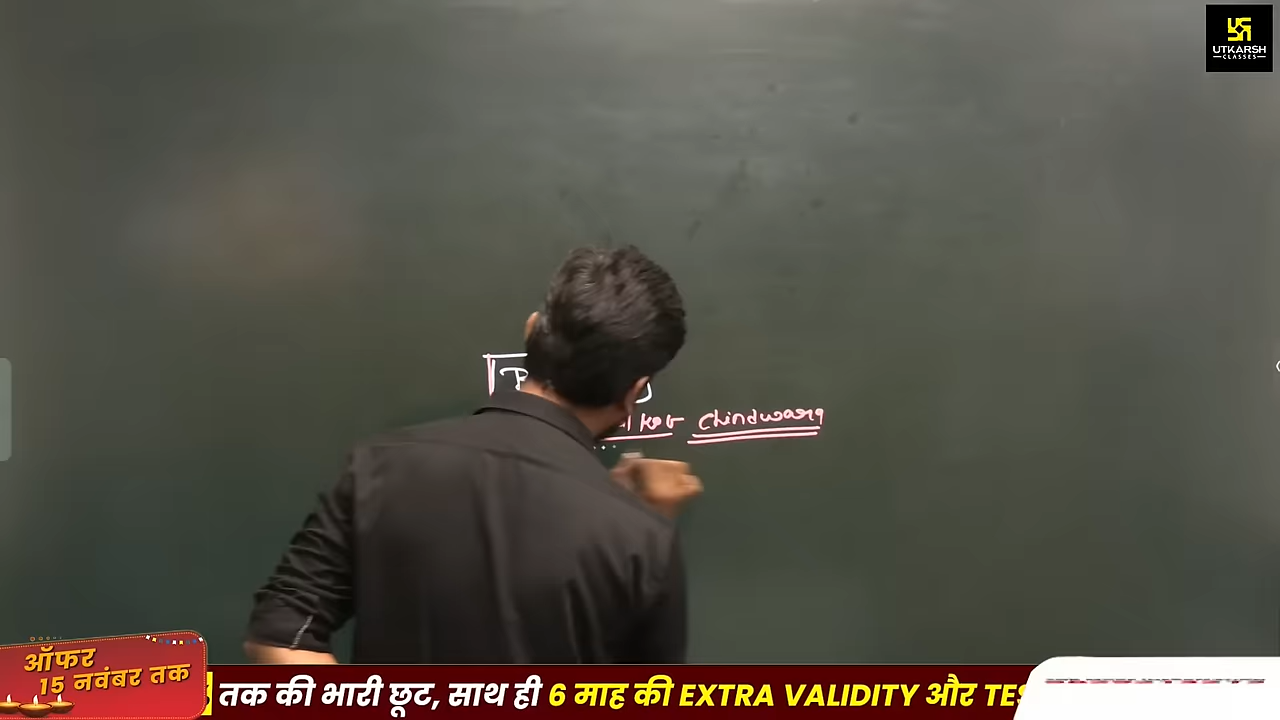 UTKARSH
CLASSES
chindwara
ऑफर
15 नवंबर तक
तक की भारी छूट, साथ ही 6 माह की EXTRA VALIDITY और TES